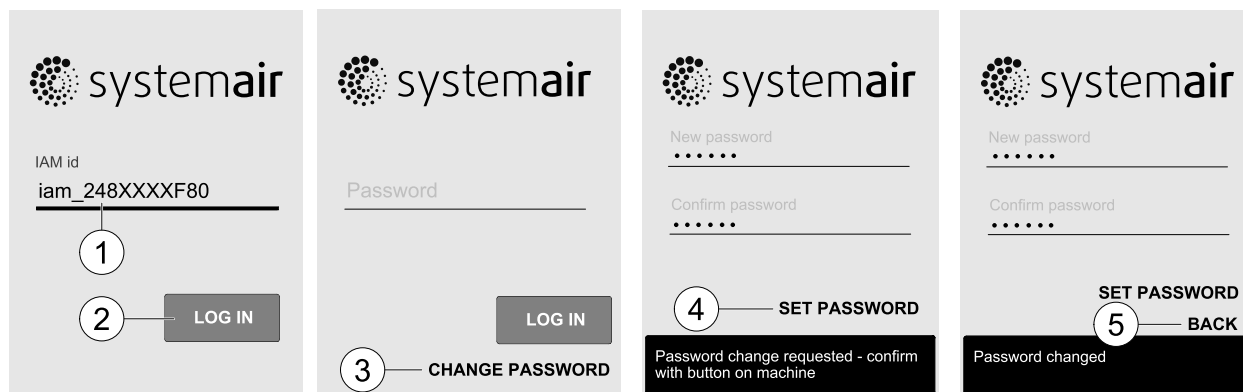 systemair
IAM id
iam_248XXXXF80
1
2
LOG IN
systemair
Password
LOG IN
3
CHANGE PASSWORD
systemair
New password
••••••
Confirm password
••••••
4
SET PASSWORD
Password change requested - confirm
with button on machine
systemair
New password
••••••
Confirm password
••••••
SET PASSWORD
5
BACK
Password changed